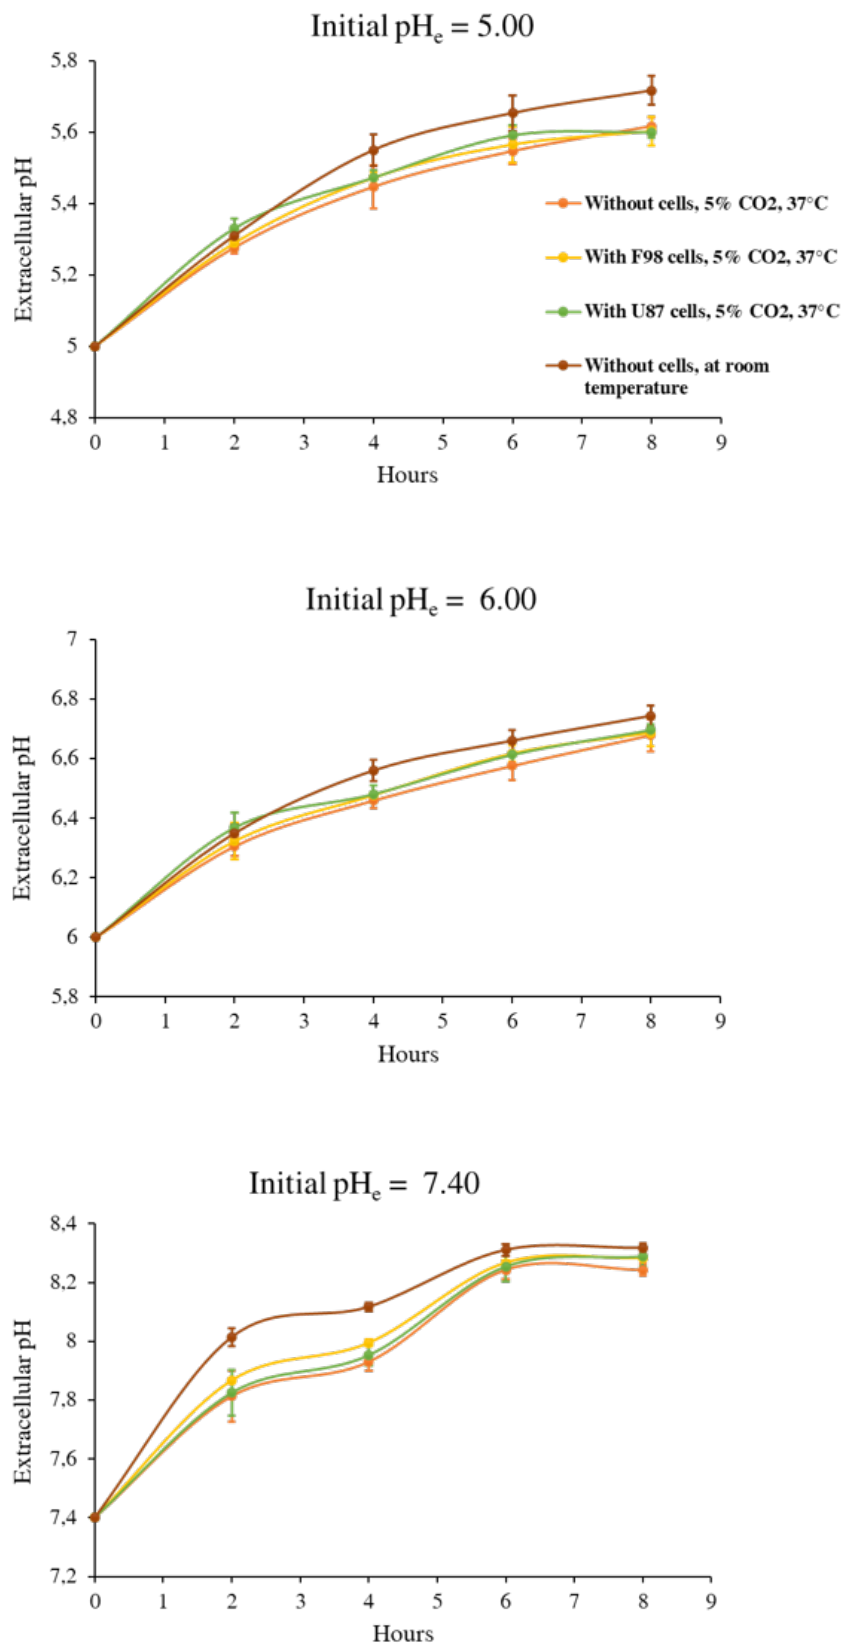 Initial pHe = 5.00
5,8
5,6
5,4
5,2
5
4,8
Extracellular pH
0 1 2 3 4 5 6 7 8 9
Hours
Without cells, 5% CO2, 37°C
With F98 cells, 5% CO2, 37°C
With U87 cells, 5% CO2, 37°C
Without cells, at room
temperature
Initial pHe = 6.00
7
6,8
6,6
6,4
6,2
6
5,8
Extracellular pH
0 1 2 3 4 5 6 7 8 9
Hours
Initial pHe = 7.40
8,4
8,2
8
7,8
7,6
7,4
7,2
Extracellular pH
0 1 2 3 4 5 6 7 8 9
Hours